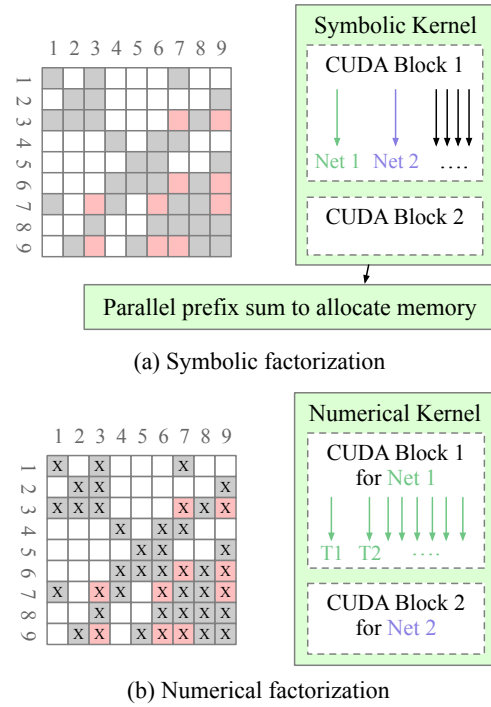 1 2 3 4 5 6 7 8 9
1
2
3
4
5
6
7
8
9
Symbolic Kernel
CUDA Block 1
Net 1 Net 2 ....
CUDA Block 2
Parallel prefix sum to allocate memory
(a) Symbolic factorization
1 2 3 4 5 6 7 8 9
1 X X X
2 X X X
3 X X X X X X
4 X X X
5 X X X
6 X X X X X X
7 X X X X X X X
8 X X X X X
9 X X X X X X X
Numerical Kernel
CUDA Block 1
for Net 1
T1 T2 ....
CUDA Block 2
for Net 2
(b) Numerical factorization